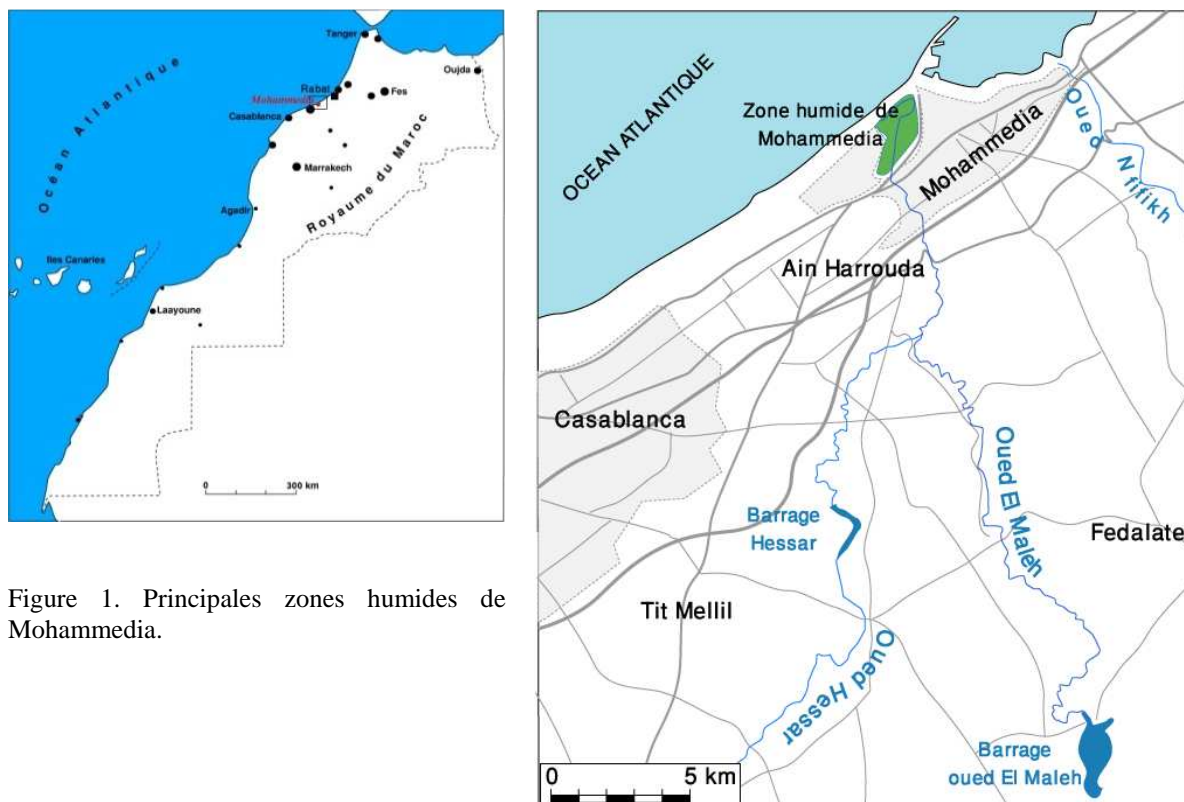 Tanger
Oujda
Océan Atlantique
Rabat
Fes
Mohammedia
Casablanca
Marrakech
Royaume du Maroc
Agadir
Iles Canaries
Laayoune
0 300 km
Figure 1. Principales zones humides de
Mohammedia.
OCEAN ATLANTIQUE
Zone humide de
Mohammedia
Mohammedia
Oued Nfifikh
Ain Harrouda
Casablanca
Oued El Maleh
Barrage
Hessar
Fedalate
Tit Mellil
Oued Hessar
Barrage
oued El Maleh
0 5 km